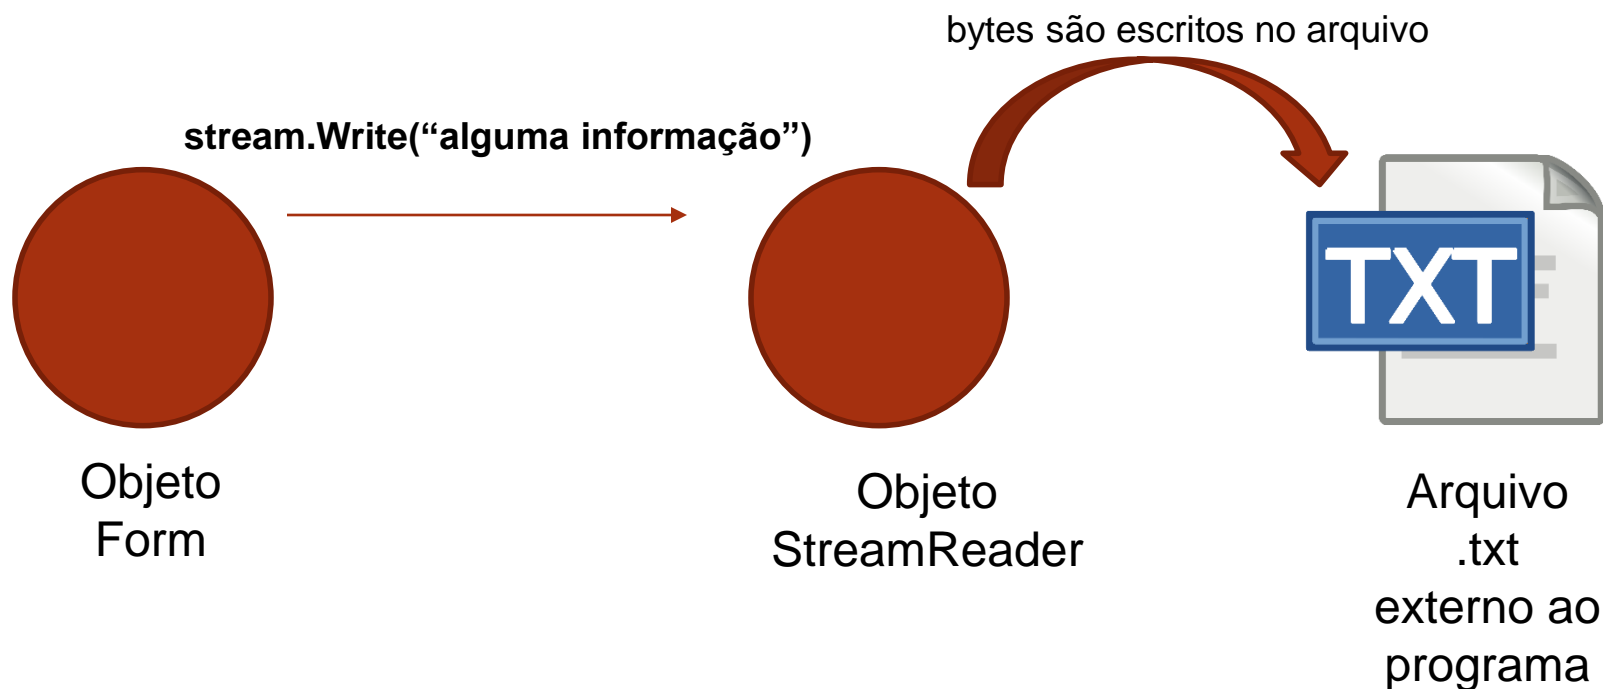 bytes são escritos no arquivo
stream.Write(“alguma informação”)
TXT
Objeto
Form
Objeto
StreamReader
Arquivo
.txt
externo ao
programa